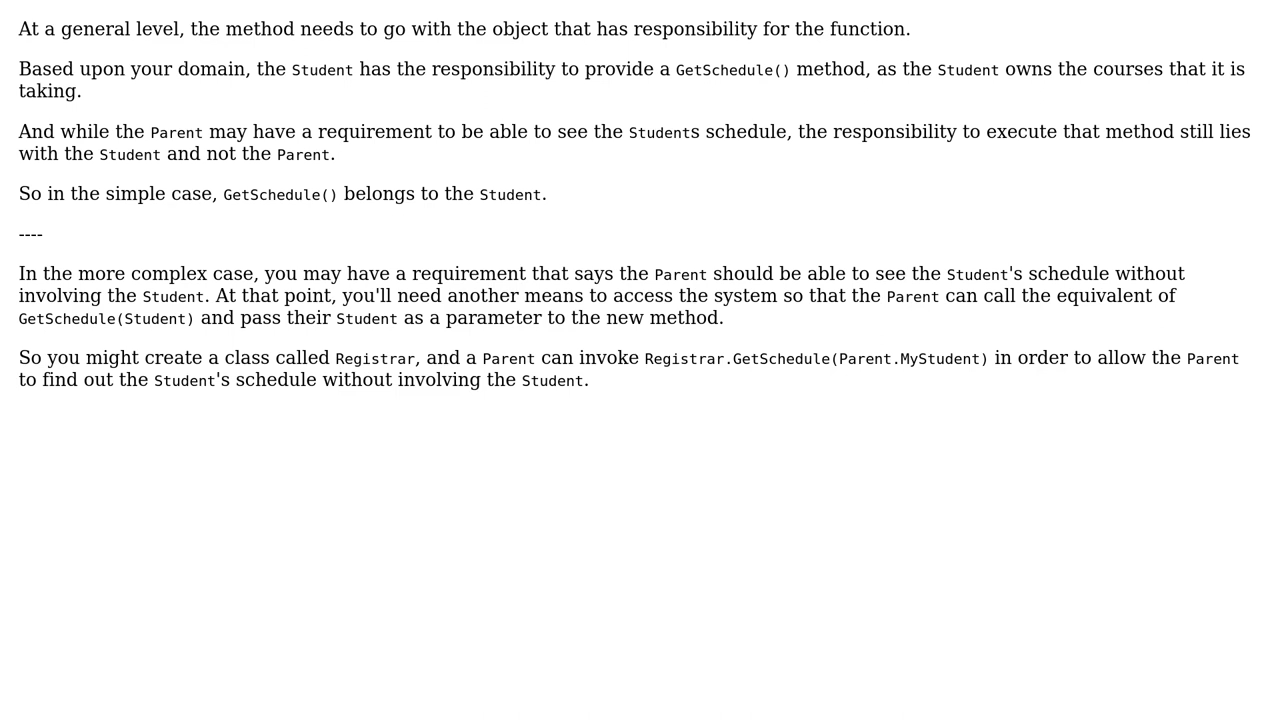 At a general level, the method needs to go with the object that has responsibility for the function.
Based upon your domain, the Student has the responsibility to provide a GetSchedule() method, as the Student owns the courses that it is
taking.
And while the Parent may have a requirement to be able to see the Students schedule, the responsibility to execute that method still lies
with the Student and not the Parent.
So in the simple case, GetSchedule() belongs to the Student.
----
In the more complex case, you may have a requirement that says the Parent should be able to see the Student's schedule without
involving the Student. At that point, you'll need another means to access the system so that the Parent can call the equivalent of
GetSchedule(Student) and pass their Student as a parameter to the new method.
So you might create a class called Registrar, and a Parent can invoke Registrar.GetSchedule(Parent.MyStudent) in order to allow the Parent
to find out the Student's schedule without involving the Student.